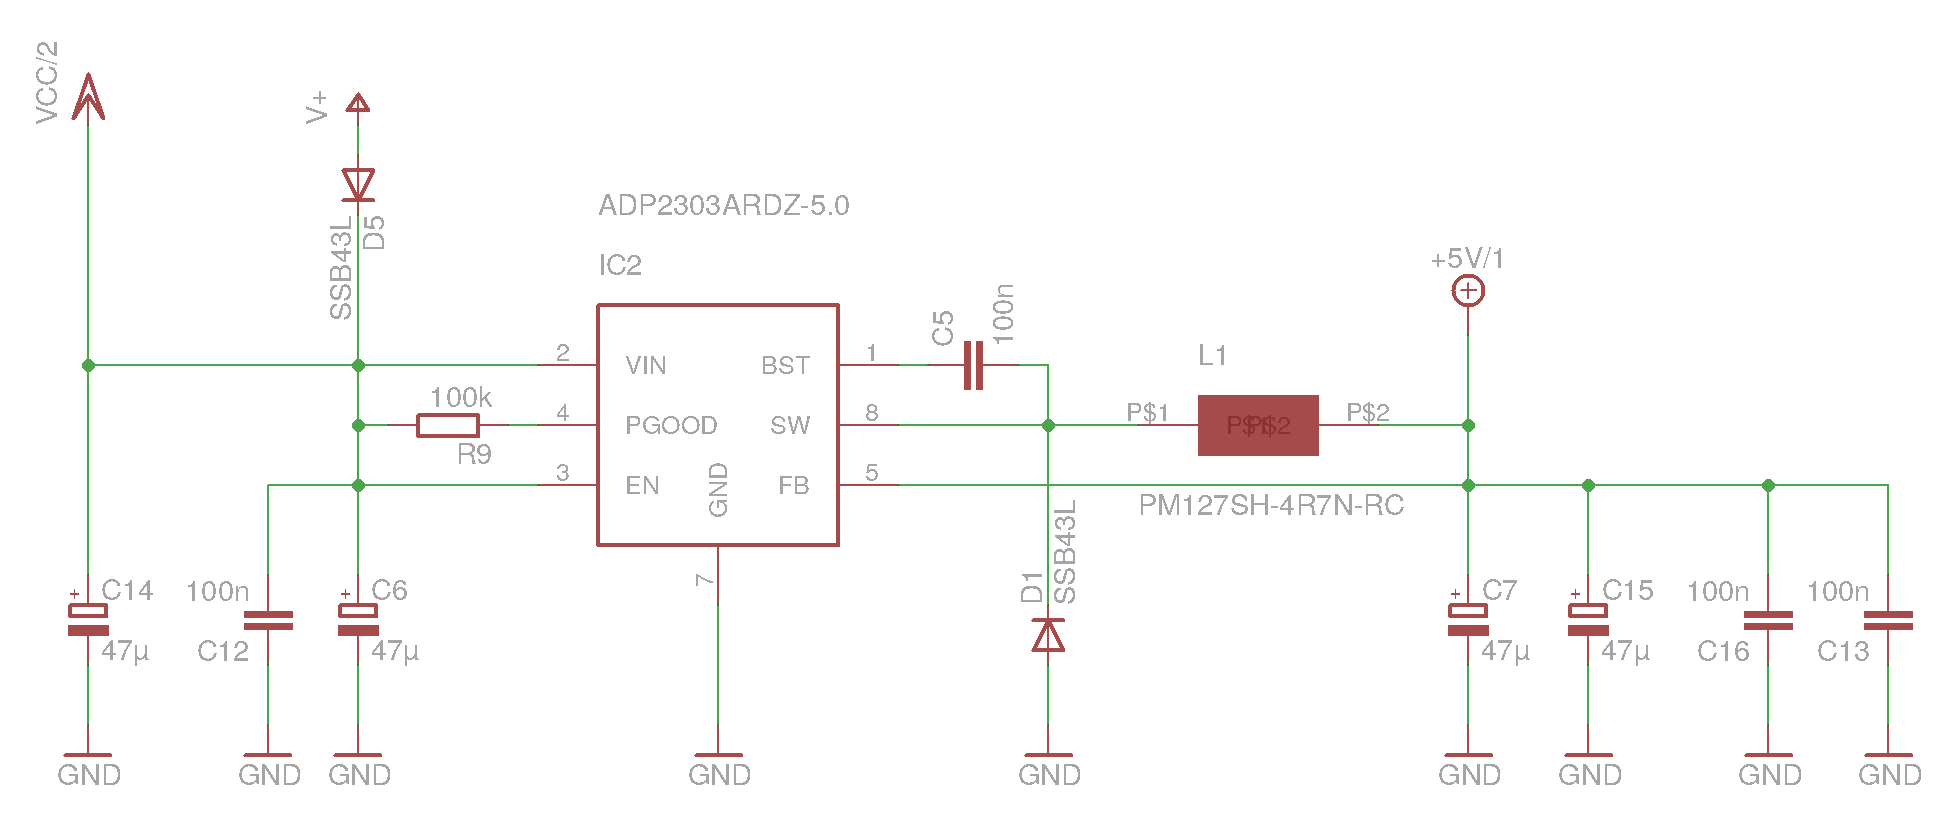 VCC/2
V+
SSB43L
D5
ADP2303ARDZ-5.0
IC2
2
VIN
BST
1
C5
100n
100k
R9
4
PGOOD
SW
8
3
EN
GND
FB
5
7
L1
P$1
P$1
P$2
P$2
PM127SH-4R7N-RC
+5V/1
D1
SSB43L
+
C14
47µ
100n
C12
+
C6
47µ
+
C7
47µ
+
C15
47µ
100n
C16
100n
C13
GND
GND
GND
GND
GND
GND
GND
GND
GND